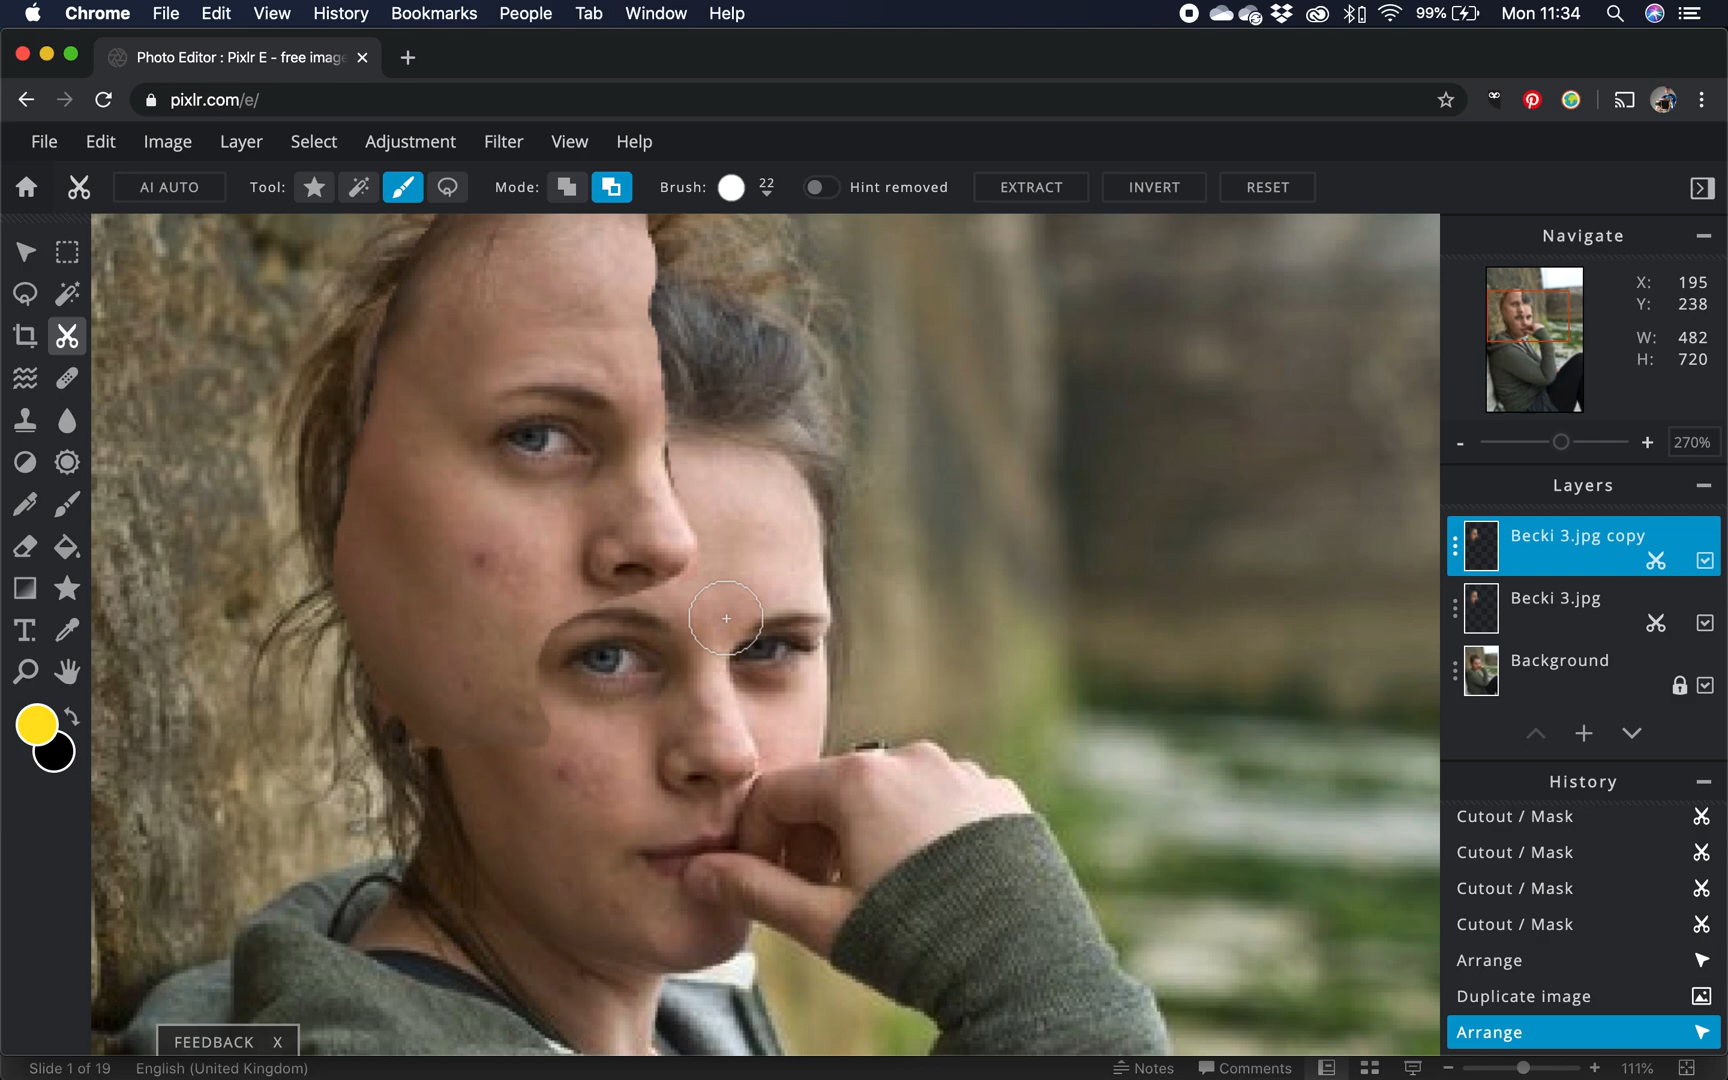 Chrome File Edit View History Bookmarks People Tab Window Help 99% Mon 11:34
Photo Editor : Pixlr E - free image
pixlr.com/e/
File Edit Image Layer Select Adjustment Filter View Help
AI AUTO Tool: Mode: Brush: 22 Hint removed EXTRACT INVERT RESET
Navigate
X: 195
Y: 238
W: 482
H: 720
- + 270%
Layers
Becki 3.jpg copy
Becki 3.jpg
Background
History
Cutout / Mask
Cutout / Mask
Cutout / Mask
Cutout / Mask
Arrange
Duplicate image
Arrange
FEEDBACK X
Slide 1 of 19 English (United Kingdom) Notes Comments - + 111%